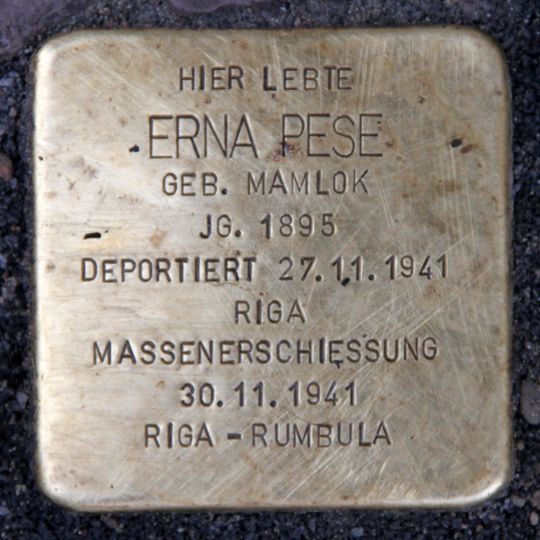 HIER LEBTE
ERNA PESE
GEB. MAMLOK
JG. 1895
DEPORTIERT 27.11.1941
RIGA
MASSENERSCHIESSUNG
30.11.1941
RIGA - RUMBULA